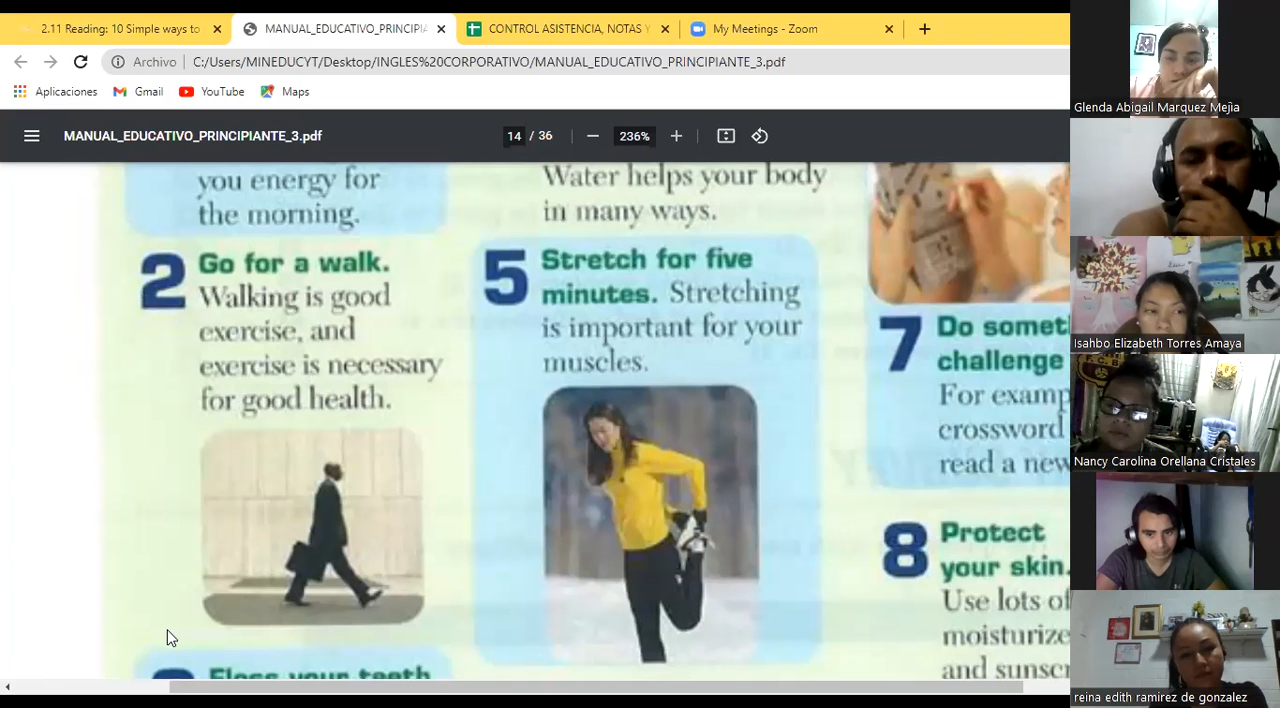 2.11 Reading: 10 Simple ways to
MANUAL_EDUCATIVO_PRINCIPI
CONTROL ASISTENCIA, NOTAS Y
My Meetings - Zoom
Archivo
C:/Users/MINEDUCYT/Desktop/INGLES%20CORPORATIVO/MANUAL_EDUCATIVO_PRINCIPIANTE_3.pdf
Aplicaciones
Gmail
YouTube
Maps
MANUAL_EDUCATIVO_PRINCIPIANTE_3.pdf
14 / 36
236%
you energy for
the morning.
2 Go for a walk.
Walking is good
exercise, and
exercise is necessary
for good health.
Floss your teeth
Water helps your body
in many ways.
5 Stretch for five
minutes. Stretching
is important for your
muscles.
7 Do somet
challenge
For examp
crossword
read a new
8 Protect
your skin.
Use lots of
moisturize
and sunscr
Glenda Abigail Marquez Mejia
Isahbo Elizabeth Torres Amaya
Nancy Carolina Orellana Cristales
reina edith ramirez de gonzalez